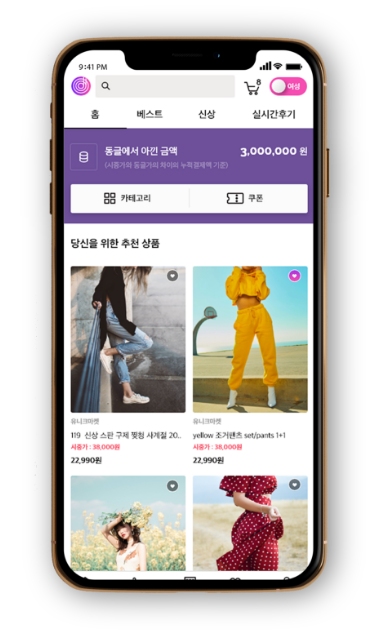 9:41 PM
8
여성
홈 베스트 신상 실시간후기
동글에서 아낀 금액 3,000,000 원
(시중가와 동글가의 차이의 누적결제액 기준)
카테고리 쿠폰
당신을 위한 추천 상품
유니크마켓 유니크마켓
119 신상 스판 구제 찢청 사계절 20.. yellow 조거팬츠 set/pants 1+1
시중가 : 38,000원 시중가 : 38,000원
22,990원 22,990원